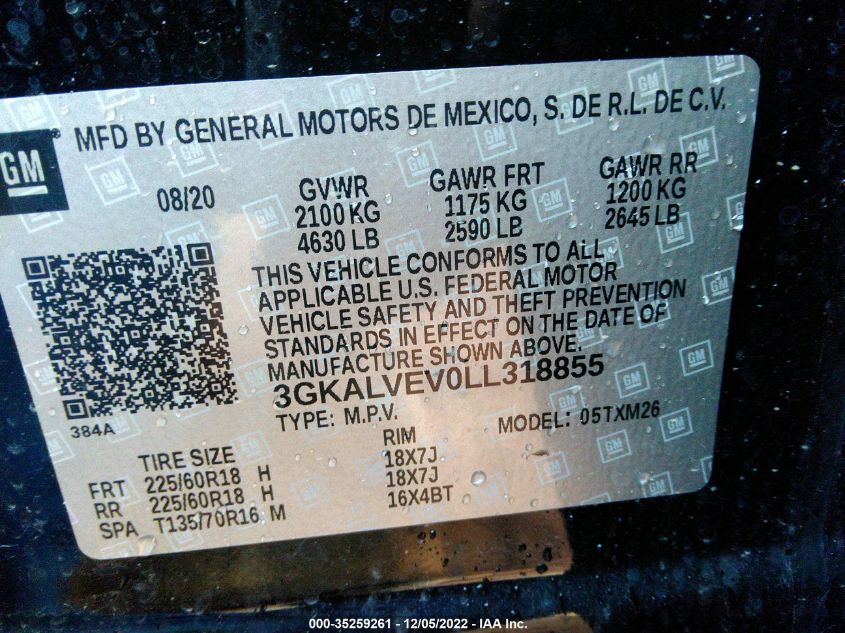 MFD BY GENERAL MOTORS DE MEXICO, S. DE R.L. DE C.V.
GM
08/20
GVWR
2100 KG
4630 LB
GAWR FRT
1175 KG
2590 LB
GAWR RR
1200 KG
2645 LB
THIS VEHICLE CONFORMS TO ALL
APPLICABLE U.S. FEDERAL MOTOR
VEHICLE SAFETY AND THEFT PREVENTION
STANDARDS IN EFFECT ON THE DATE OF
MANUFACTURE SHOWN ABOVE.
3GKALVEV0LL318855
TYPE: M.P.V. MODEL: 05TXM26
384A
TIRE SIZE RIM
FRT 225/60R18 H 18X7J
RR 225/60R18 H 18X7J
SPA T135/70R16 M 16X4BT
000-35259261 - 12/05/2022 - IAA Inc.